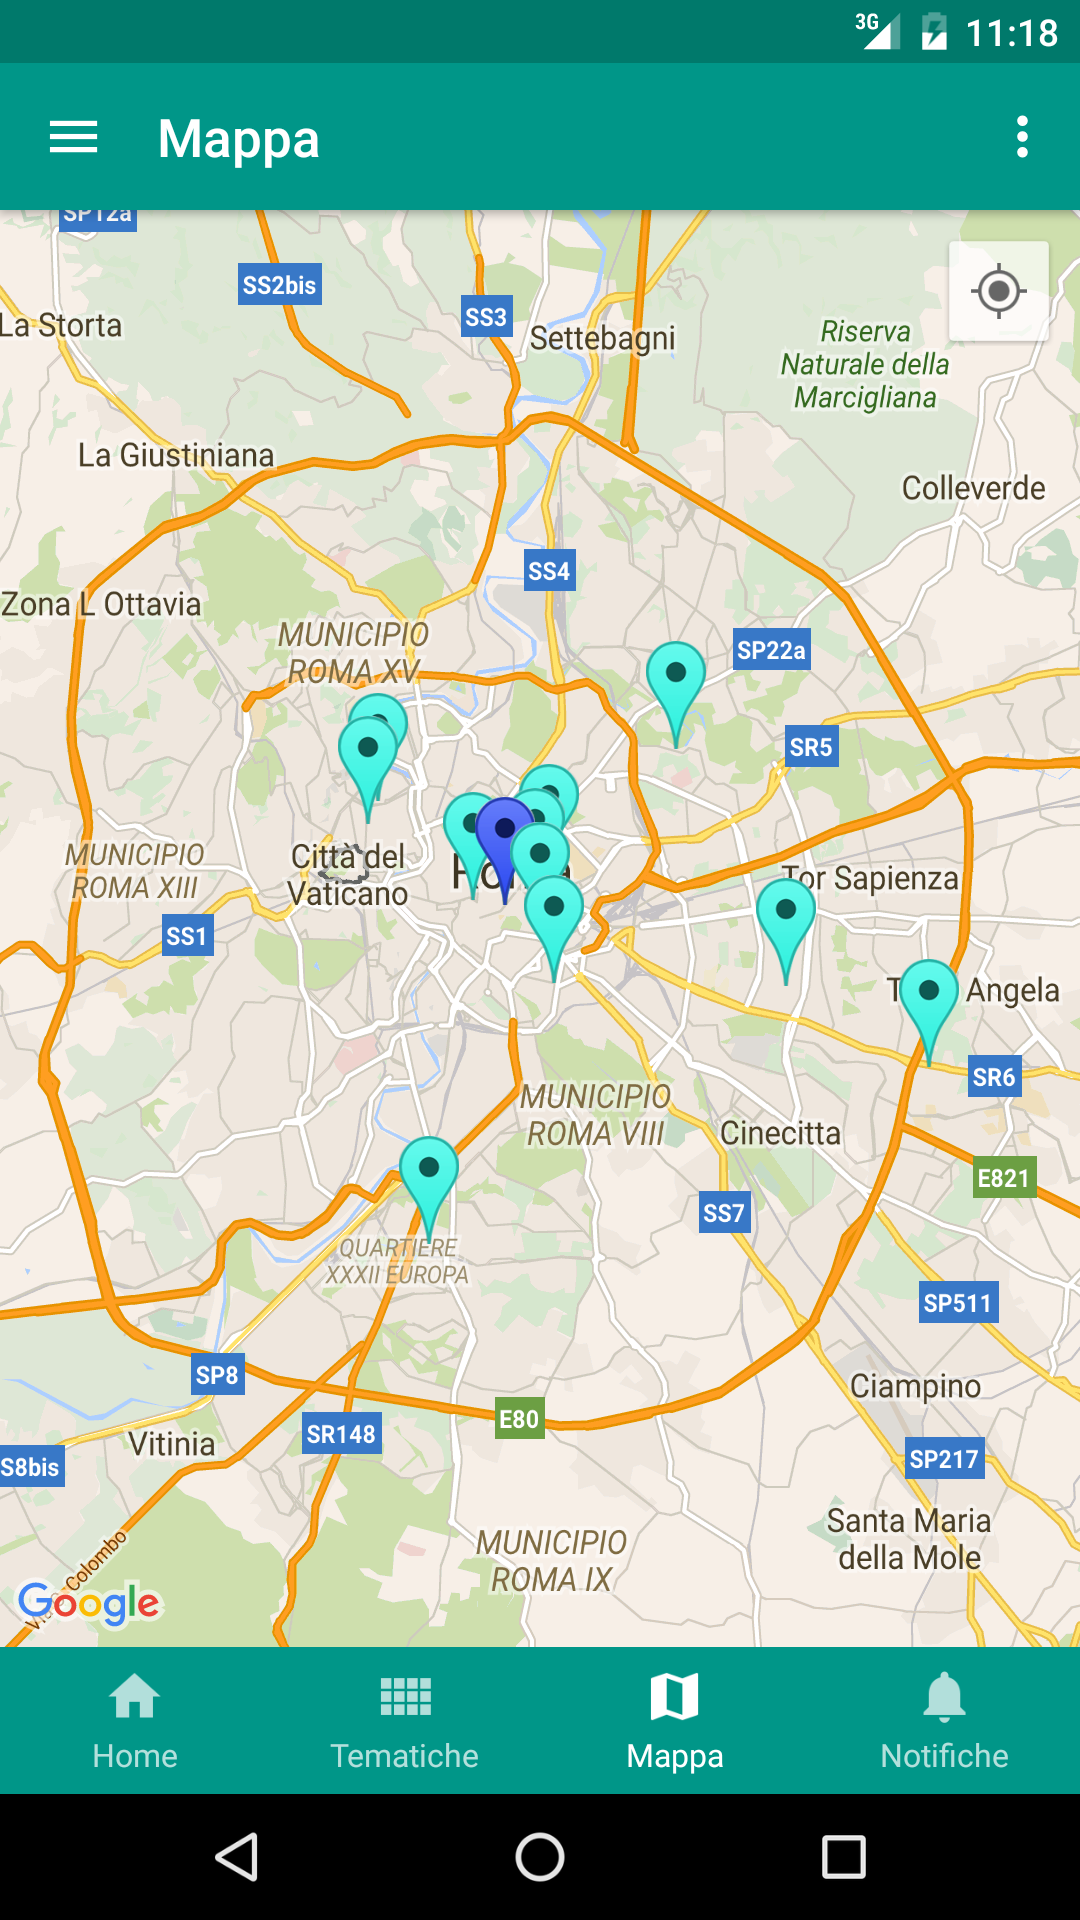 3G 11:18
Mappa
SP12a
SS2bis
SS3
La Storta
Settebagni
Riserva
Naturale della
Marcigliana
La Giustiniana
Colleverde
SS4
Zona L Ottavia
MUNICIPIO
ROMA XV
SP22a
SR5
MUNICIPIO
ROMA XIII
Città del
Vaticano
Roma
Tor Sapienza
SS1
Angela
SR6
MUNICIPIO
ROMA VIII
Cinecitta
E821
SS7
QUARTIERE
XXXII EUROPA
SP511
SP8
Ciampino
E80
SR148
Vitinia
S8bis
SP217
Santa Maria
della Mole
MUNICIPIO
ROMA IX
Colombo
Google
Home Tematiche Mappa Notifiche